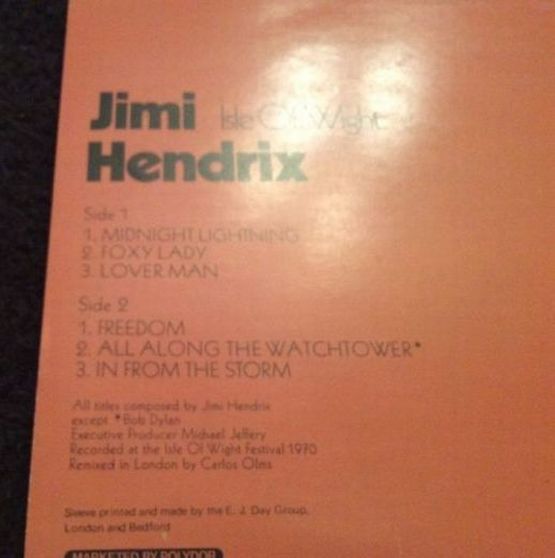 Jimi Isle Of Wight
Hendrix
Side 1
1. MIDNIGHT LIGHTNING
2. FOXY LADY
3. LOVER MAN
Side 2
1. FREEDOM
2. ALL ALONG THE WATCHTOWER*
3. IN FROM THE STORM
All titles composed by Jimi Hendrix
except *Bob Dylan
Executive Producer Michael Jeffery
Recorded at the Isle Of Wight Festival 1970
Remixed in London by Carlos Olms
Sleeve printed and made by the E. J. Day Group,
London and Bedford
MARKETED BY POLYDOR